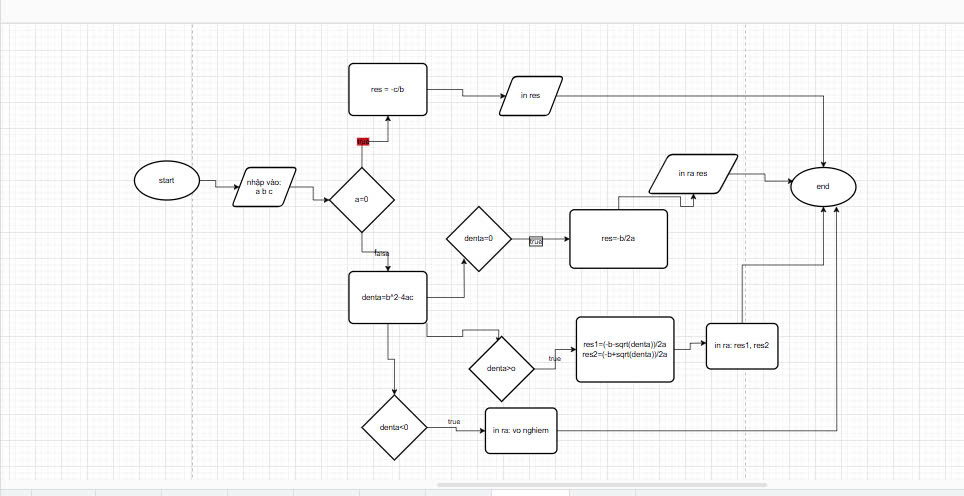 res = -c/b
in res
true
start
nhập vào:
a b c
a=0
in ra res
end
false
denta=0
true
res=-b/2a
denta=b^2-4ac
denta>o
true
res1=(-b-sqrt(denta))/2a
res2=(-b+sqrt(denta))/2a
in ra: res1, res2
denta<0
true
in ra: vo nghiem